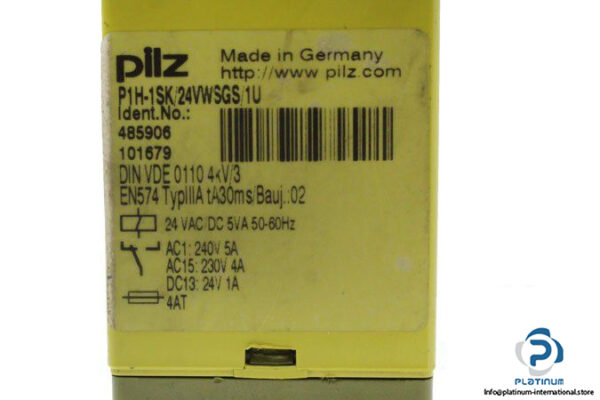 pilz
Made in Germany
http://www.pilz.com
P1H-1SK/24VWSGS/1U
Ident.No.:
485906
101679
DIN VDE 0110 4kV/3
EN574 TypIIIA tA30ms/Bauj.:02
24 VAC/DC 5VA 50-60Hz
AC1: 240V 5A
AC15: 230V 4A
DC13: 24V 1A
4AT
PLATINUM
Info@platinum-international.store